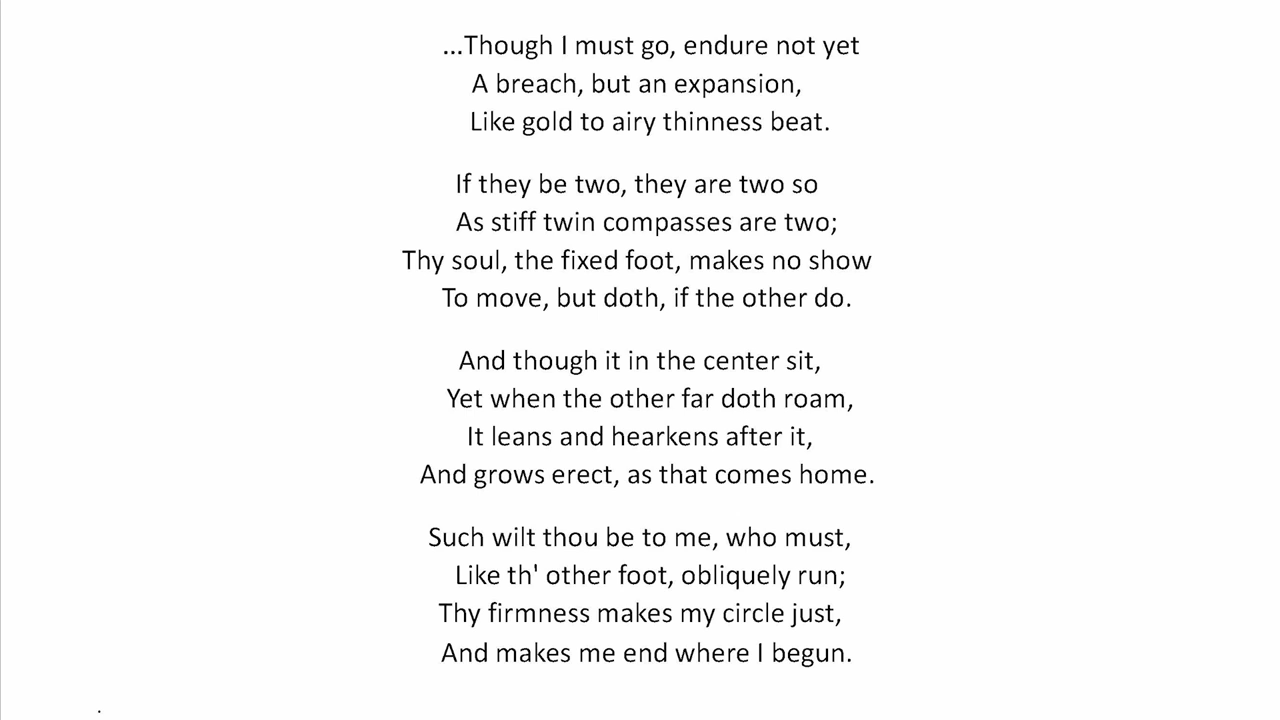 ...Though I must go, endure not yet
A breach, but an expansion,
Like gold to airy thinness beat.
If they be two, they are two so
As stiff twin compasses are two;
Thy soul, the fixed foot, makes no show
To move, but doth, if the other do.
And though it in the center sit,
Yet when the other far doth roam,
It leans and hearkens after it,
And grows erect, as that comes home.
Such wilt thou be to me, who must,
Like th' other foot, obliquely run;
Thy firmness makes my circle just,
And makes me end where I begun.
.